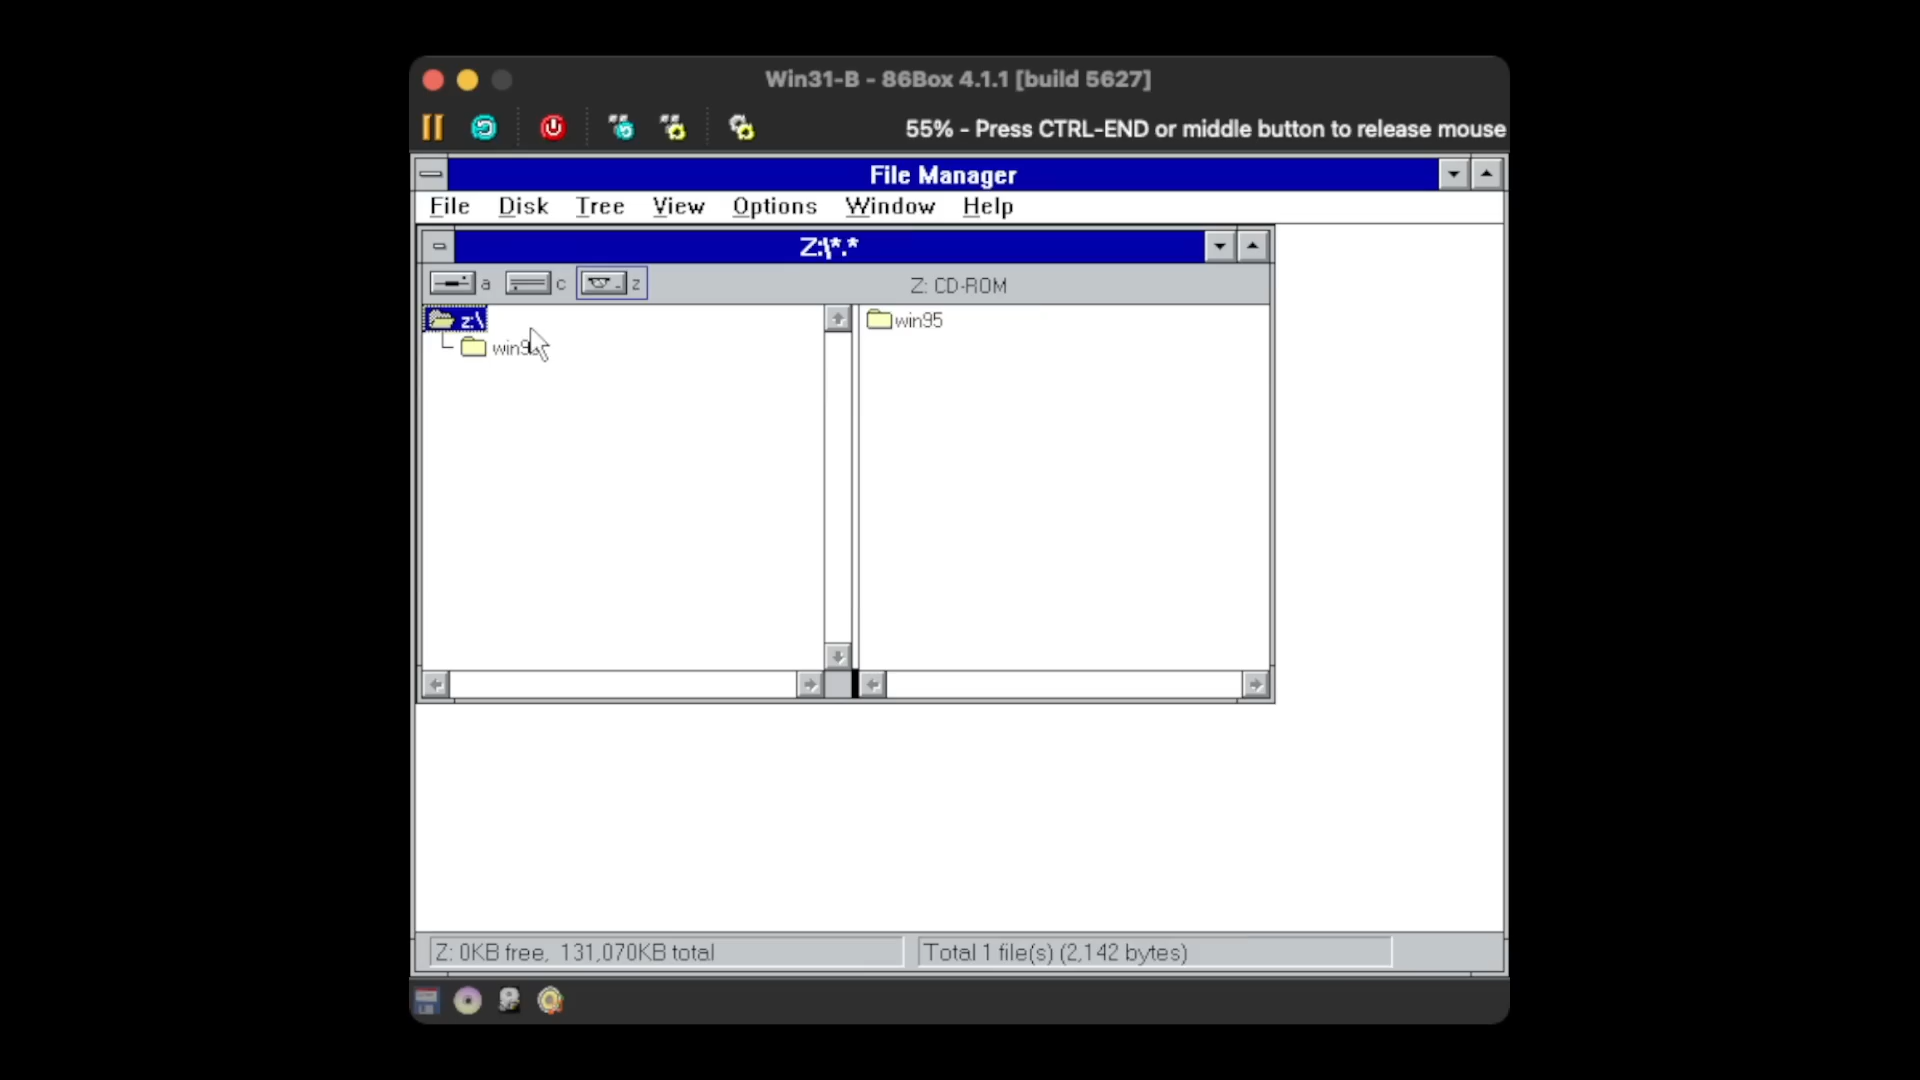 Win31-B - 86Box 4.1.1 [build 5627]
55% - Press CTRL-END or middle button to release mouse
File Manager
File Disk Tree View Options Window Help
Z:\*.*
a c z Z: CD-ROM
z:\ win95
Z: 0KB free, 131,070KB total Total 1 file(s) (2,142 bytes)